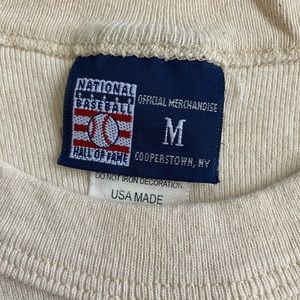 NATIONAL
BASEBALL
HALL OF FAME
OFFICIAL MERCHANDISE
M
COOPERSTOWN, NY
DO NOT IRON DECORATION.
USA MADE